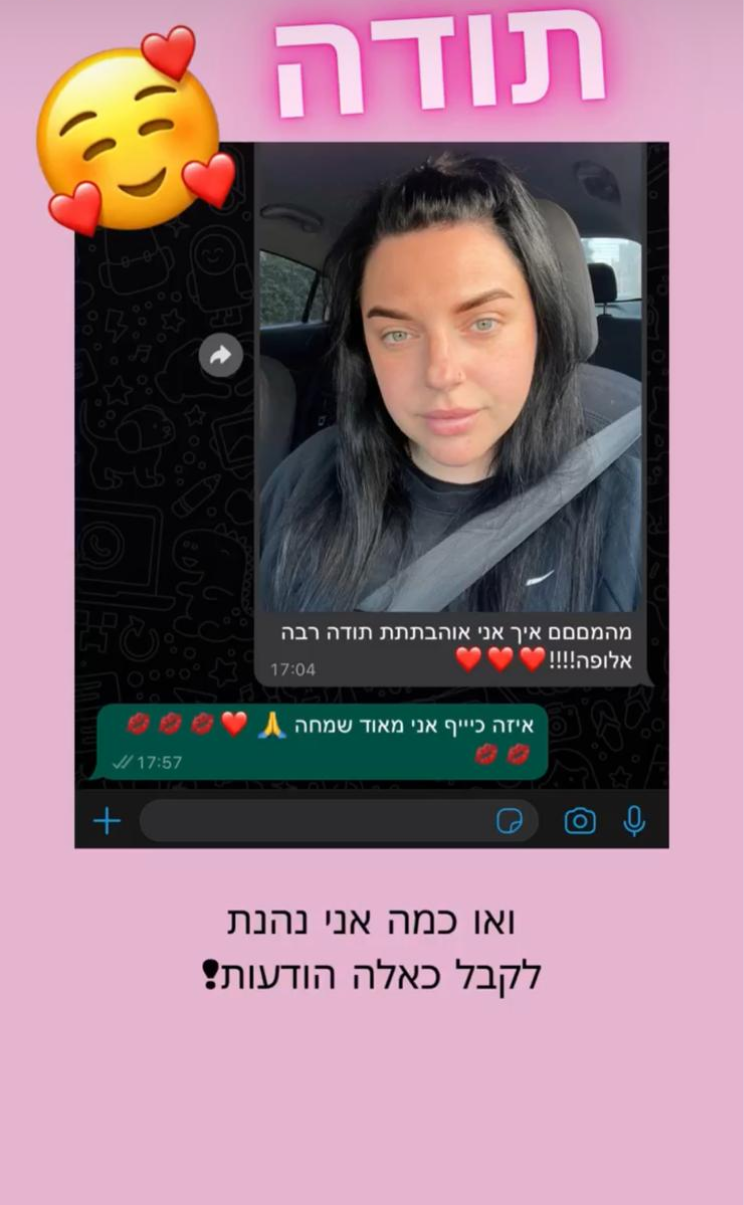 תודה
מהמםםם איך אני אוהבתתת תודה רבה
אלופה!!!!❤️❤️❤️
17:04
איזה כיייף אני מאוד שמחה 🙏❤️💋💋💋
💋💋
17:57
ואו כמה אני נהנת
לקבל כאלה הודעות!